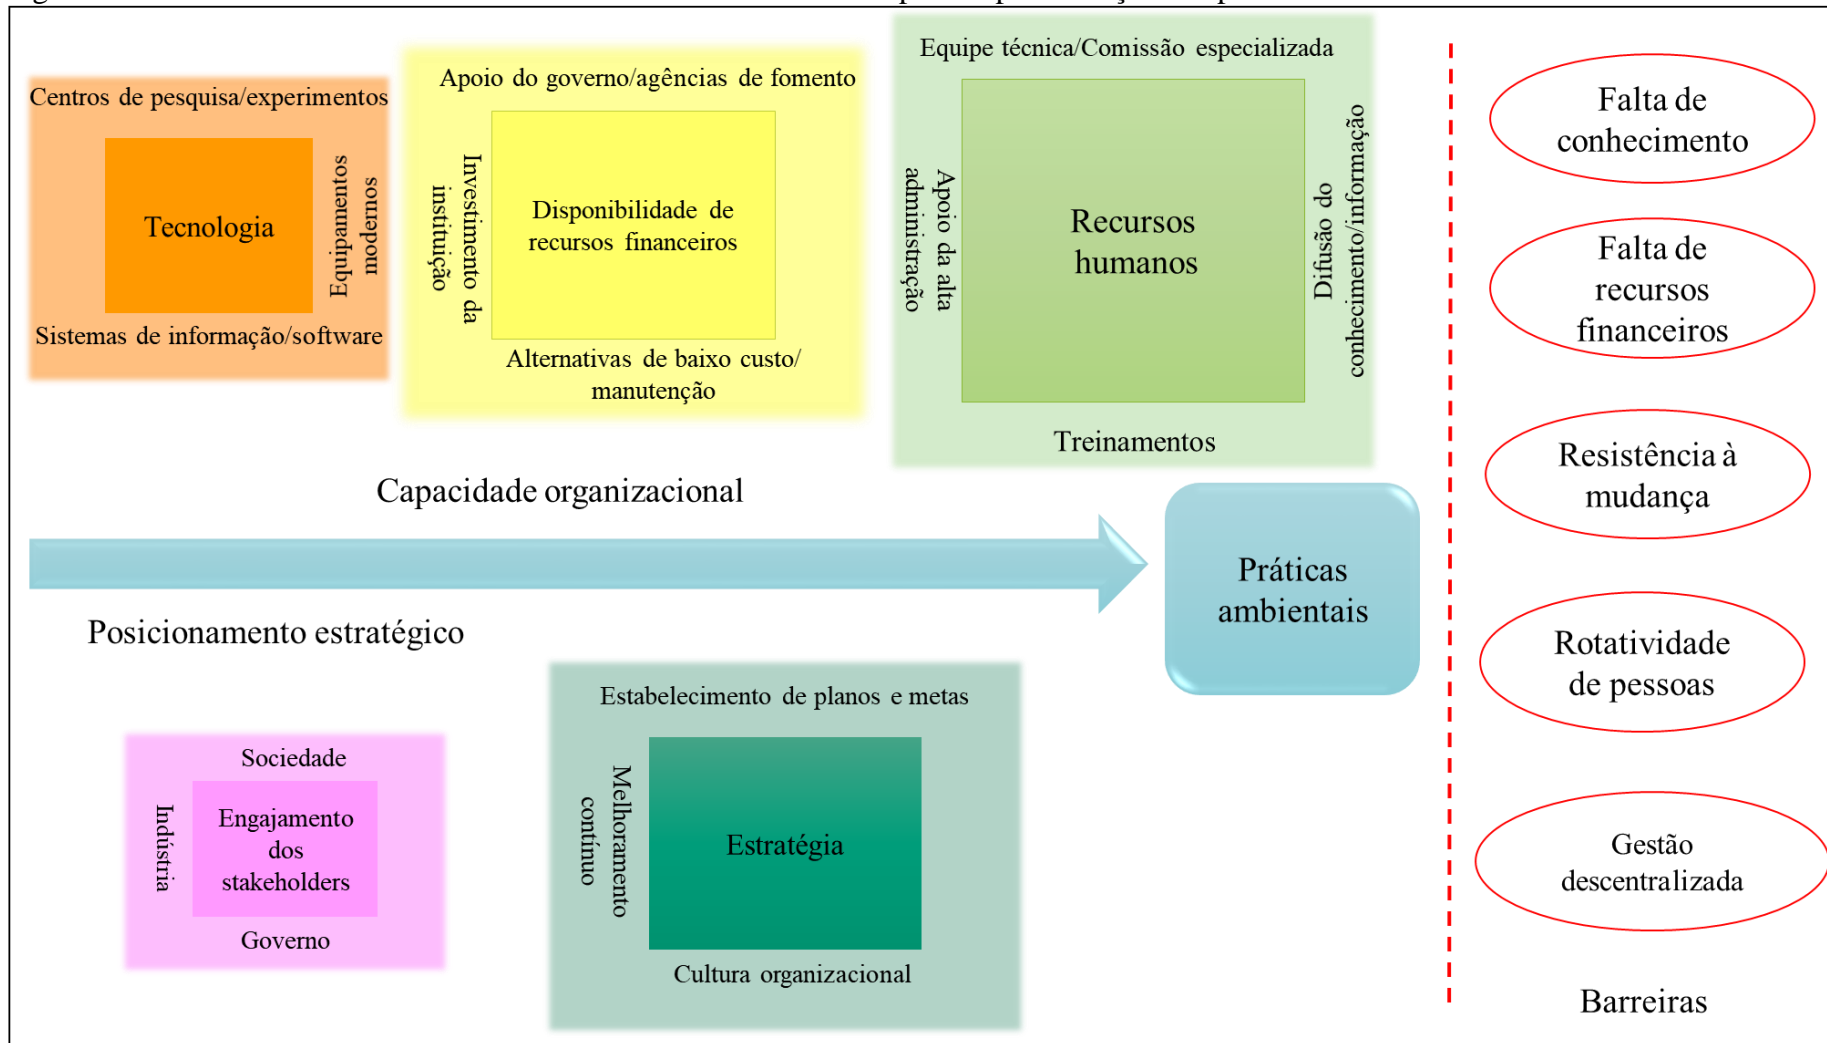 Centros de pesquisa/experimentos
Tecnologia
Equipamentos
modernos
Sistemas de informação/software
Apoio do governo/agências de fomento
Investimento da
instituição
Disponibilidade de
recursos financeiros
Alternativas de baixo custo/
manutenção
Equipe técnica/Comissão especializada
Apoio da alta
administração
Recursos
humanos
Difusão do
conhecimento/informação
Treinamentos
Capacidade organizacional
Posicionamento estratégico
Práticas
ambientais
Sociedade
Indústria
Engajamento
dos
stakeholders
Governo
Estabelecimento de planos e metas
Melhoramento
contínuo
Estratégia
Cultura organizacional
Falta de
conhecimento
Falta de
recursos
financeiros
Resistência à
mudança
Rotatividade
de pessoas
Gestão
descentralizada
Barreiras